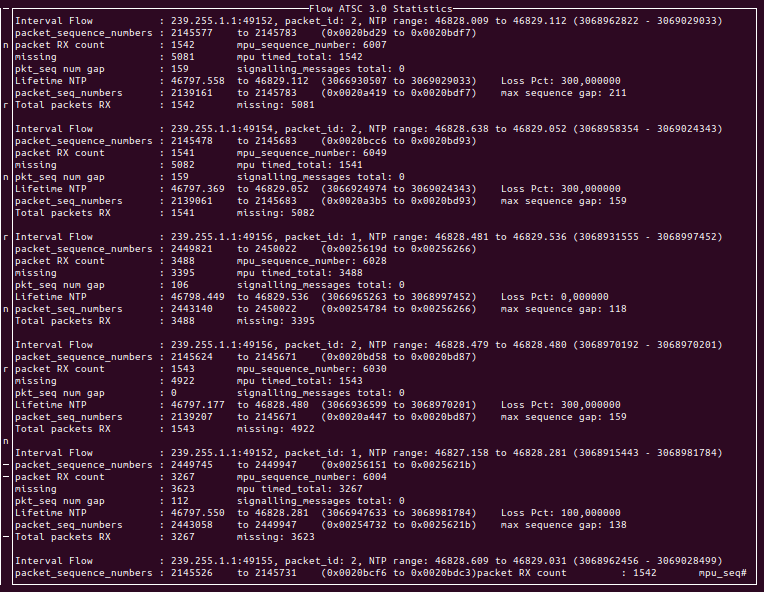 Flow ATSC 3.0 Statistics
Interval Flow : 239.255.1.1:49152, packet_id: 2, NTP range: 46828.009 to 46829.112 (3068962822 - 3069029033)
packet_sequence_numbers : 2145577 to 2145783 (0x0020bd29 to 0x0020bdf7)
n packet RX count : 1542 mpu_sequence_number: 6007
missing : 5081 mpu timed_total: 1542
pkt_seq num gap : 159 signalling_messages total: 0
Lifetime NTP : 46797.558 to 46829.112 (3066930507 to 3069029033) Loss Pct: 300,000000
packet_seq_numbers : 2139161 to 2145783 (0x0020a419 to 0x0020bdf7) max sequence gap: 211
r Total packets RX : 1542 missing: 5081
Interval Flow : 239.255.1.1:49154, packet_id: 2, NTP range: 46828.638 to 46829.052 (3068958354 - 3069024343)
packet_sequence_numbers : 2145478 to 2145683 (0x0020bcc6 to 0x0020bd93)
packet RX count : 1541 mpu_sequence_number: 6049
missing : 5082 mpu timed_total: 1541
n pkt_seq num gap : 159 signalling_messages total: 0
Lifetime NTP : 46797.369 to 46829.052 (3066924974 to 3069024343) Loss Pct: 300,000000
packet_seq_numbers : 2139061 to 2145683 (0x0020a3b5 to 0x0020bd93) max sequence gap: 159
Total packets RX : 1541 missing: 5082
r Interval Flow : 239.255.1.1:49156, packet_id: 1, NTP range: 46828.481 to 46829.536 (3068931555 - 3068997452)
packet_sequence_numbers : 2449821 to 2450022 (0x0025619d to 0x00256266)
packet RX count : 3488 mpu_sequence_number: 6028
missing : 3395 mpu timed_total: 3488
pkt_seq num gap : 106 signalling_messages total: 0
Lifetime NTP : 46798.449 to 46829.536 (3066965263 to 3068997452) Loss Pct: 0,000000
n packet_seq_numbers : 2443140 to 2450022 (0x00254784 to 0x00256266) max sequence gap: 118
Total packets RX : 3488 missing: 3395
Interval Flow : 239.255.1.1:49156, packet_id: 2, NTP range: 46828.479 to 46828.480 (3068970192 - 3068970201)
packet_sequence_numbers : 2145624 to 2145671 (0x0020bd58 to 0x0020bd87)
r packet RX count : 1543 mpu_sequence_number: 6030
missing : 4922 mpu timed_total: 1543
pkt_seq num gap : 0 signalling_messages total: 0
Lifetime NTP : 46797.177 to 46828.480 (3066936599 to 3068970201) Loss Pct: 300,000000
packet_seq_numbers : 2139207 to 2145671 (0x0020a447 to 0x0020bd87) max sequence gap: 159
Total packets RX : 1543 missing: 4922
n
Interval Flow : 239.255.1.1:49152, packet_id: 1, NTP range: 46827.158 to 46828.281 (3068915443 - 3068981784)
packet_sequence_numbers : 2449745 to 2449947 (0x00256151 to 0x0025621b)
packet RX count : 3267 mpu_sequence_number: 6004
missing : 3623 mpu timed_total: 3267
pkt_seq num gap : 112 signalling_messages total: 0
Lifetime NTP : 46797.550 to 46828.281 (3066947633 to 3068981784) Loss Pct: 100,000000
packet_seq_numbers : 2443058 to 2449947 (0x00254732 to 0x0025621b) max sequence gap: 138
Total packets RX : 3267 missing: 3623
Interval Flow : 239.255.1.1:49155, packet_id: 2, NTP range: 46828.609 to 46829.031 (3068962456 - 3069028499)
packet_sequence_numbers : 2145526 to 2145731 (0x0020bcf6 to 0x0020bdc3)packet RX count : 1542 mpu_seq#